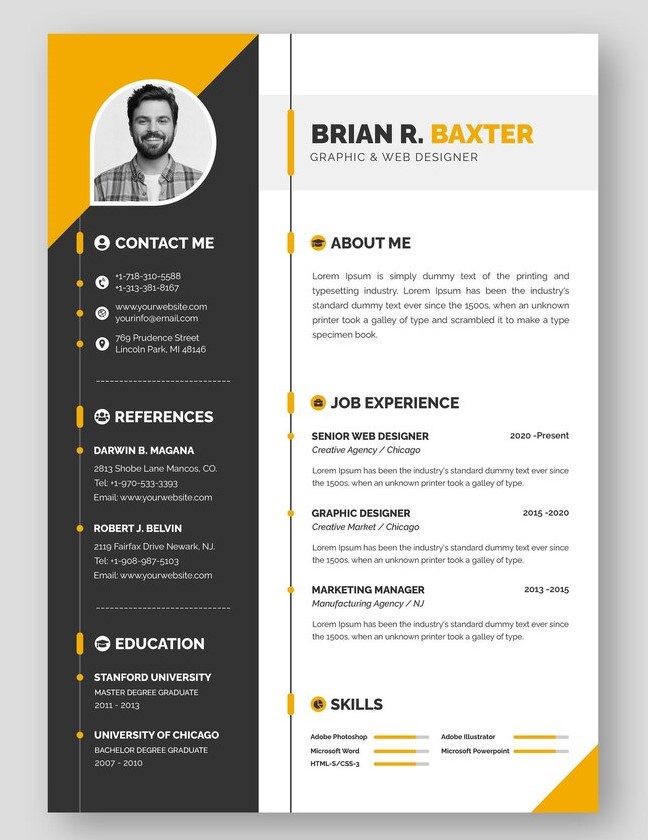 BRIAN R. BAXTER
GRAPHIC & WEB DESIGNER
CONTACT ME
+1-718-310-5588
+1-313-381-8167
www.yourwebsite.com
yourinfo@email.com
769 Prudence Street
Lincoln Park, MI 48146
REFERENCES
DARWIN B. MAGANA
2813 Shobe Lane Mancos, CO.
Tel: +1-970-533-3393
Email: www.yourwebsite.com
ROBERT J. BELVIN
2119 Fairfax Drive Newark, NJ.
Tel: +1-908-987-5103
Email: www.yourwebsite.com
EDUCATION
STANFORD UNIVERSITY
MASTER DEGREE GRADUATE
2011 - 2013
UNIVERSITY OF CHICAGO
BACHELOR DEGREE GRADUATE
2007 - 2010
ABOUT ME
Lorem Ipsum is simply dummy text of the printing and
typesetting industry. Lorem Ipsum has been the industry's
standard dummy text ever since the 1500s, when an unknown
printer took a galley of type and scrambled it to make a type
specimen book.
JOB EXPERIENCE
SENIOR WEB DESIGNER 2020 -Present
Creative Agency / Chicago
Lorem Ipsum has been the industry's standard dummy text ever since
the 1500s, when an unknown printer took a galley of type.
GRAPHIC DESIGNER 2015 -2020
Creative Market / Chicago
Lorem Ipsum has been the industry's standard dummy text ever since
the 1500s, when an unknown printer took a galley of type.
MARKETING MANAGER 2013 -2015
Manufacturing Agency / NJ
Lorem Ipsum has been the industry's standard dummy text ever since
the 1500s, when an unknown printer took a galley of type.
SKILLS
Adobe Photoshop Adobe Illustrator
Microsoft Word Microsoft Powerpoint
HTML-5/CSS-3